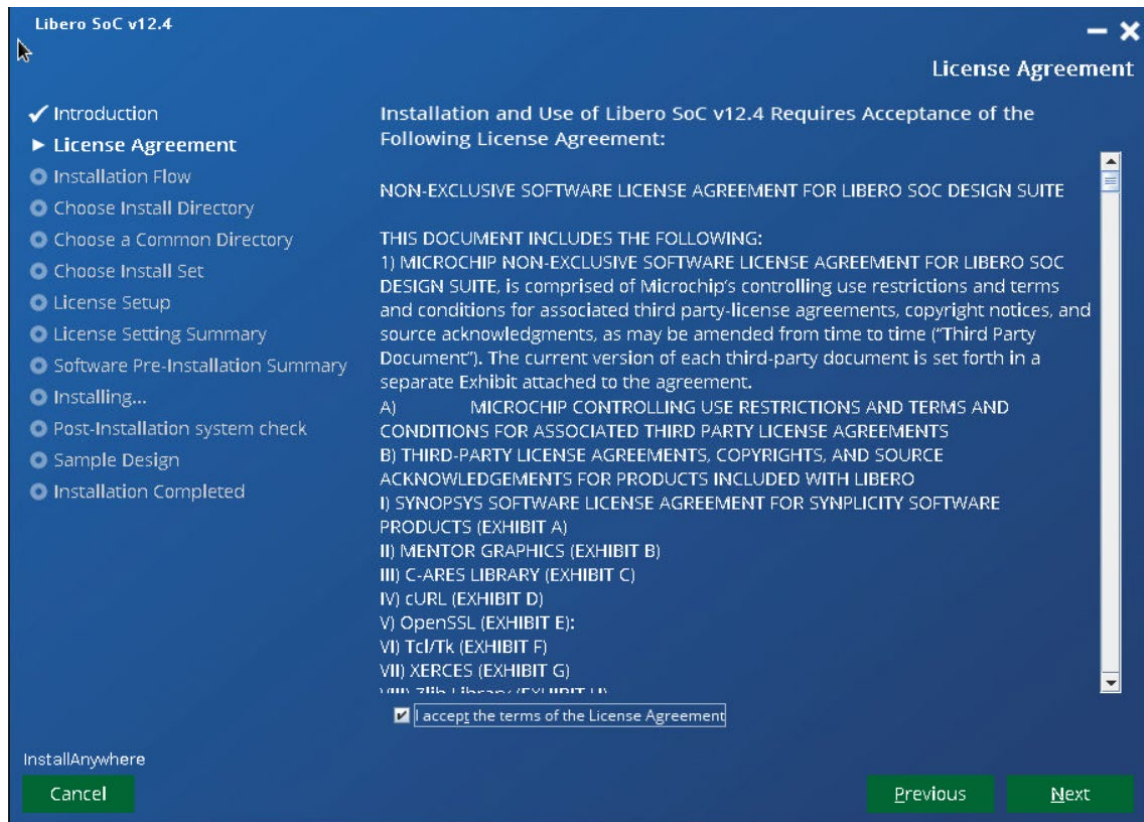 Libero SoC v12.4
License Agreement
Introduction
License Agreement
Installation Flow
Choose Install Directory
Choose a Common Directory
Choose Install Set
License Setup
License Setting Summary
Software Pre-Installation Summary
Installing...
Post-Installation system check
Sample Design
Installation Completed
Installation and Use of Libero SoC v12.4 Requires Acceptance of the
Following License Agreement:
NON-EXCLUSIVE SOFTWARE LICENSE AGREEMENT FOR LIBERO SOC DESIGN SUITE
THIS DOCUMENT INCLUDES THE FOLLOWING:
1) MICROCHIP NON-EXCLUSIVE SOFTWARE LICENSE AGREEMENT FOR LIBERO SOC
DESIGN SUITE, is comprised of Microchip's controlling use restrictions and terms
and conditions for associated third party-license agreements, copyright notices, and
source acknowledgments, as may be amended from time to time ("Third Party
Document"). The current version of each third-party document is set forth in a
separate Exhibit attached to the agreement.
A) MICROCHIP CONTROLLING USE RESTRICTIONS AND TERMS AND
CONDITIONS FOR ASSOCIATED THIRD PARTY LICENSE AGREEMENTS
B) THIRD-PARTY LICENSE AGREEMENTS, COPYRIGHTS, AND SOURCE
ACKNOWLEDGEMENTS FOR PRODUCTS INCLUDED WITH LIBERO
I) SYNOPSYS SOFTWARE LICENSE AGREEMENT FOR SYNPLICITY SOFTWARE
PRODUCTS (EXHIBIT A)
II) MENTOR GRAPHICS (EXHIBIT B)
III) C-ARES LIBRARY (EXHIBIT C)
IV) cURL (EXHIBIT D)
V) OpenSSL (EXHIBIT E):
VI) Tcl/Tk (EXHIBIT F)
VII) XERCES (EXHIBIT G)
VIII) Zlib Library (EXHIBIT H)
I accept the terms of the License Agreement
InstallAnywhere
Cancel
Previous
Next